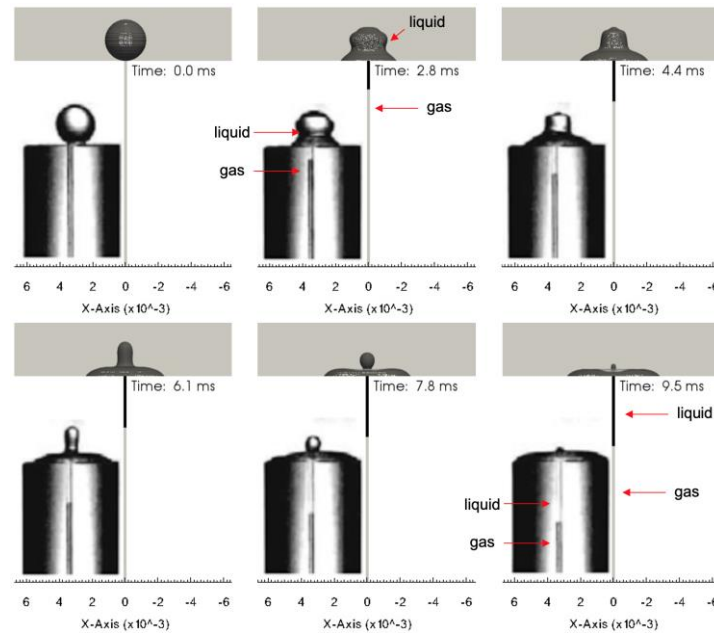 liquid
Time: 0.0 ms
Time: 2.8 ms
Time: 4.4 ms
gas
liquid
gas
6 4 2 0 -2 -4 -6
6 4 2 0 -2 -4 -6
6 4 2 0 -2 -4 -6
X-Axis (x10^-3)
X-Axis (x10^-3)
X-Axis (x10^-3)
Time: 6.1 ms
Time: 7.8 ms
Time: 9.5 ms
liquid
gas
liquid
gas
6 4 2 0 -2 -4 -6
6 4 2 0 -2 -4 -6
6 4 2 0 -2 -4 -6
X-Axis (x10^-3)
X-Axis (x10^-3)
X-Axis (x10^-3)